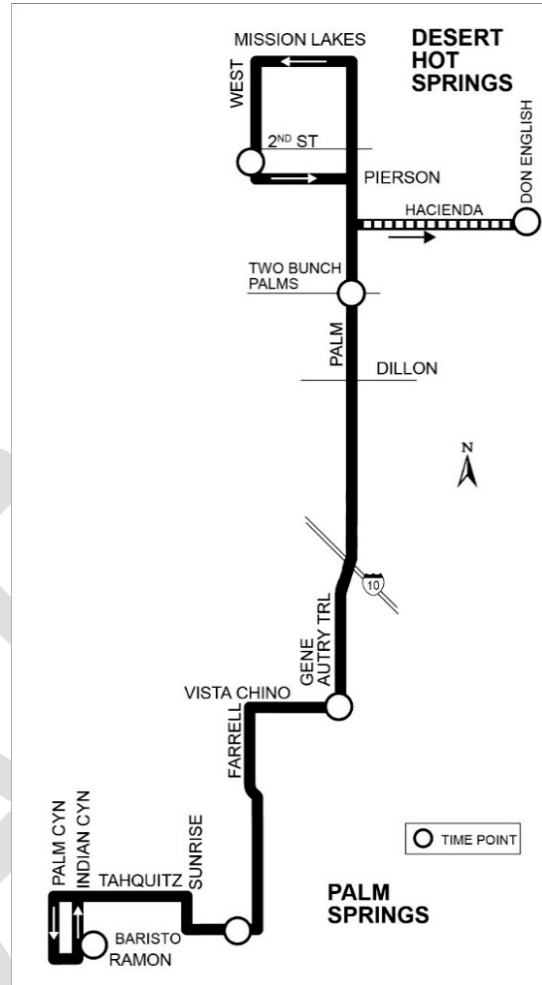 MISSION LAKES
DESERT
HOT
SPRINGS
WEST
2ND ST
DON ENGLISH
PIERSON
HACIENDA
TWO BUNCH
PALMS
PALM
DILLON
N
10
GENE
AUTRY TRL
VISTA CHINO
FARRELL
TIME POINT
PALM CYN
INDIAN CYN
TAHQUITZ
SUNRISE
PALM
SPRINGS
BARISTO
RAMON